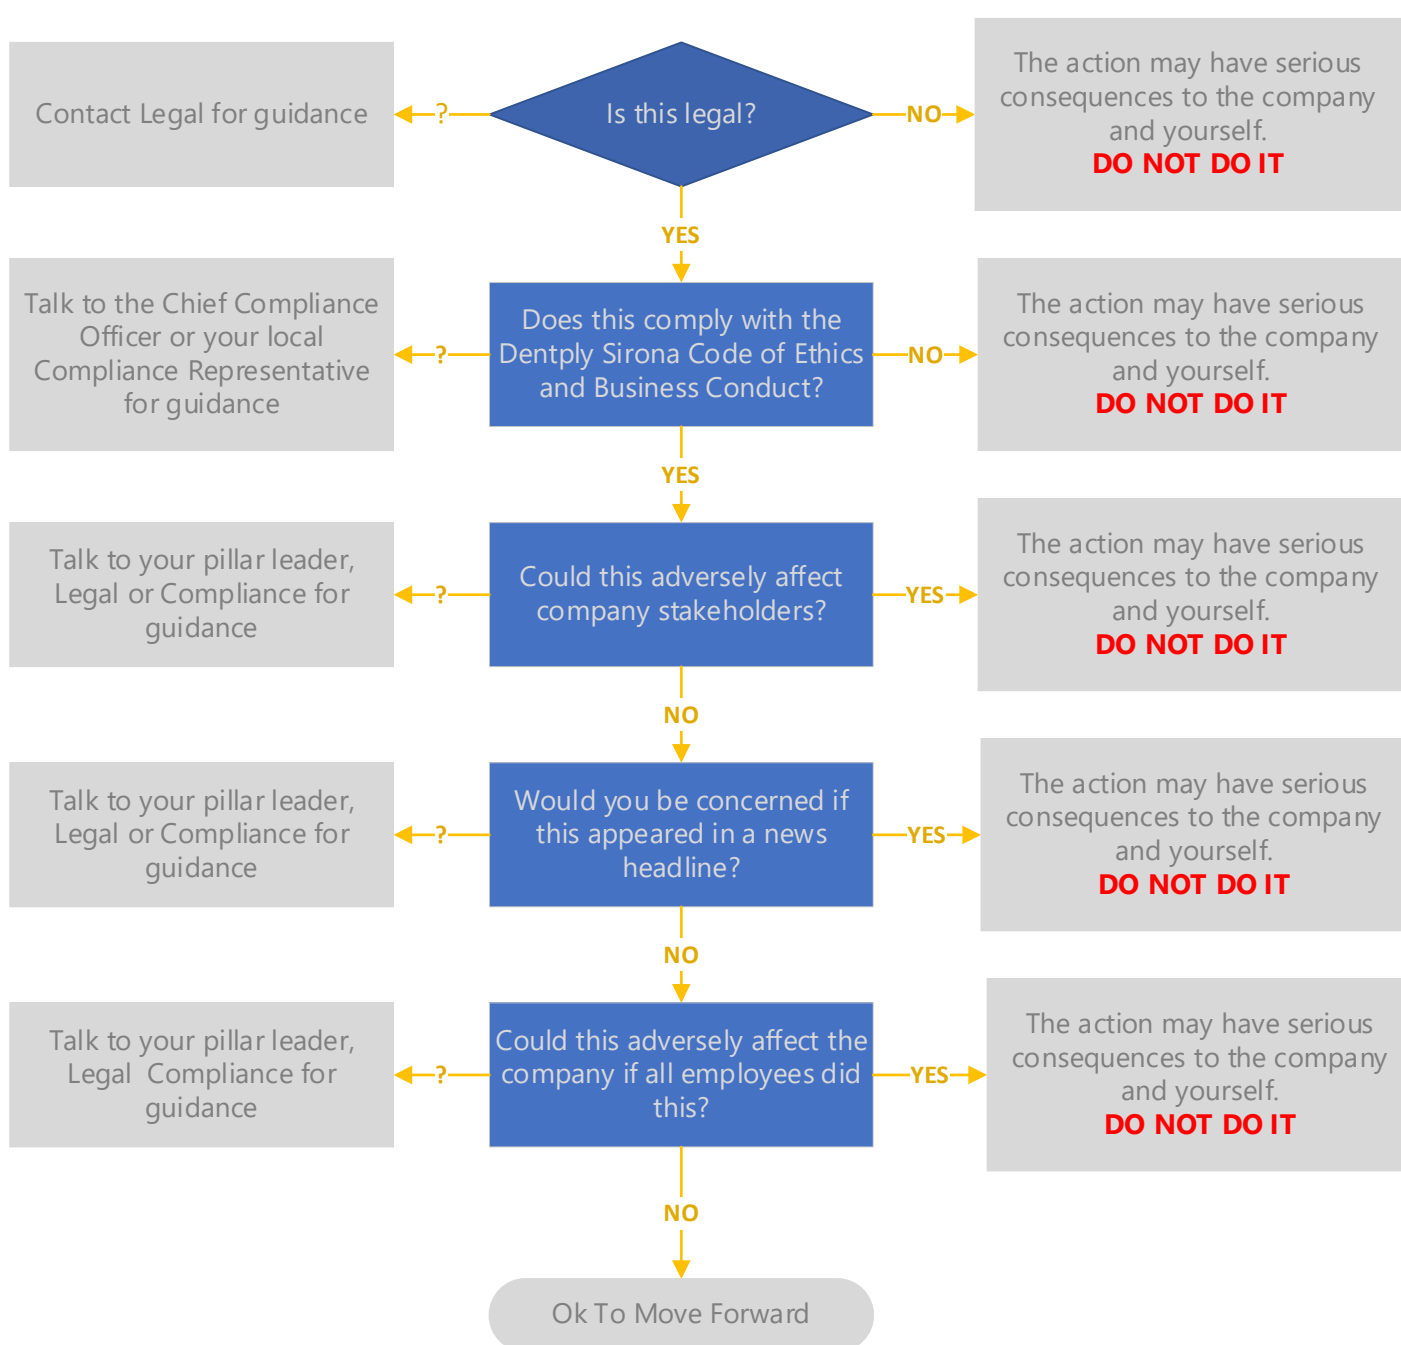 Contact Legal for guidance
?
Is this legal?
NO
The action may have serious
consequences to the company
and yourself.
DO NOT DO IT
YES
Talk to the Chief Compliance
Officer or your local
Compliance Representative
for guidance
?
Does this comply with the
Dentply Sirona Code of Ethics
and Business Conduct?
NO
The action may have serious
consequences to the company
and yourself.
DO NOT DO IT
YES
Talk to your pillar leader,
Legal or Compliance for
guidance
?
Could this adversely affect
company stakeholders?
YES
The action may have serious
consequences to the company
and yourself.
DO NOT DO IT
NO
Talk to your pillar leader,
Legal or Compliance for
guidance
?
Would you be concerned if
this appeared in a news
headline?
YES
The action may have serious
consequences to the company
and yourself.
DO NOT DO IT
NO
Talk to your pillar leader,
Legal  Compliance for
guidance
?
Could this adversely affect the
company if all employees did
this?
YES
The action may have serious
consequences to the company
and yourself.
DO NOT DO IT
NO
Ok To Move Forward